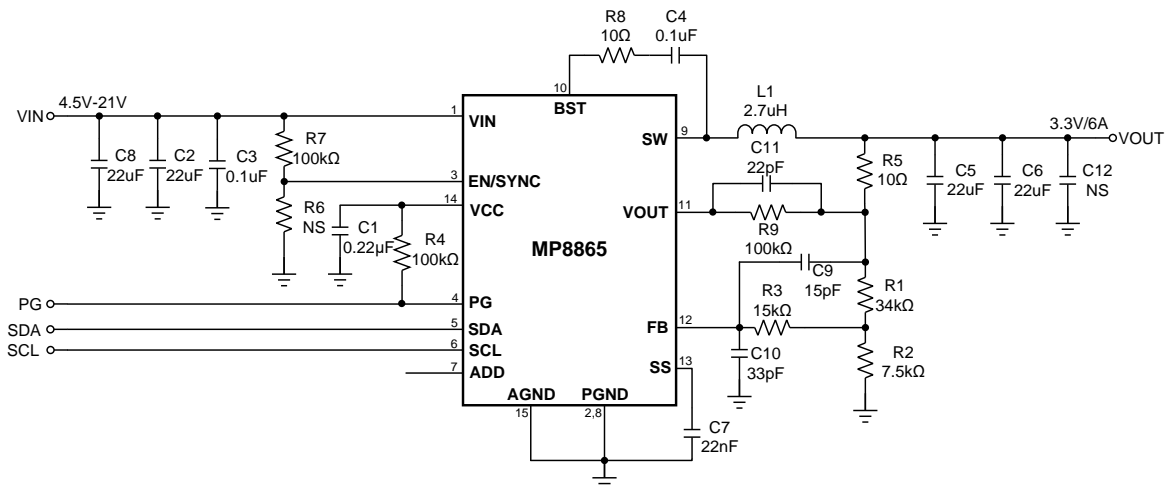 R8
10Ω
C4
0.1uF
10
BST
VIN
4.5V-21V
1
VIN
SW
9
L1
2.7uH
3.3V/6A
VOUT
C8
22uF
C2
22uF
C3
0.1uF
R7
100kΩ
3
EN/SYNC
R6
NS
14
VCC
C1
0.22µF
R4
100kΩ
C11
22pF
R5
10Ω
C5
22uF
C6
22uF
C12
NS
VOUT
11
R9
100kΩ
MP8865
C9
15pF
R1
34kΩ
PG
4
PG
SDA
5
SDA
SCL
6
SCL
7
ADD
FB
12
R3
15kΩ
C10
33pF
R2
7.5kΩ
SS
13
AGND
15
PGND
2,8
C7
22nF